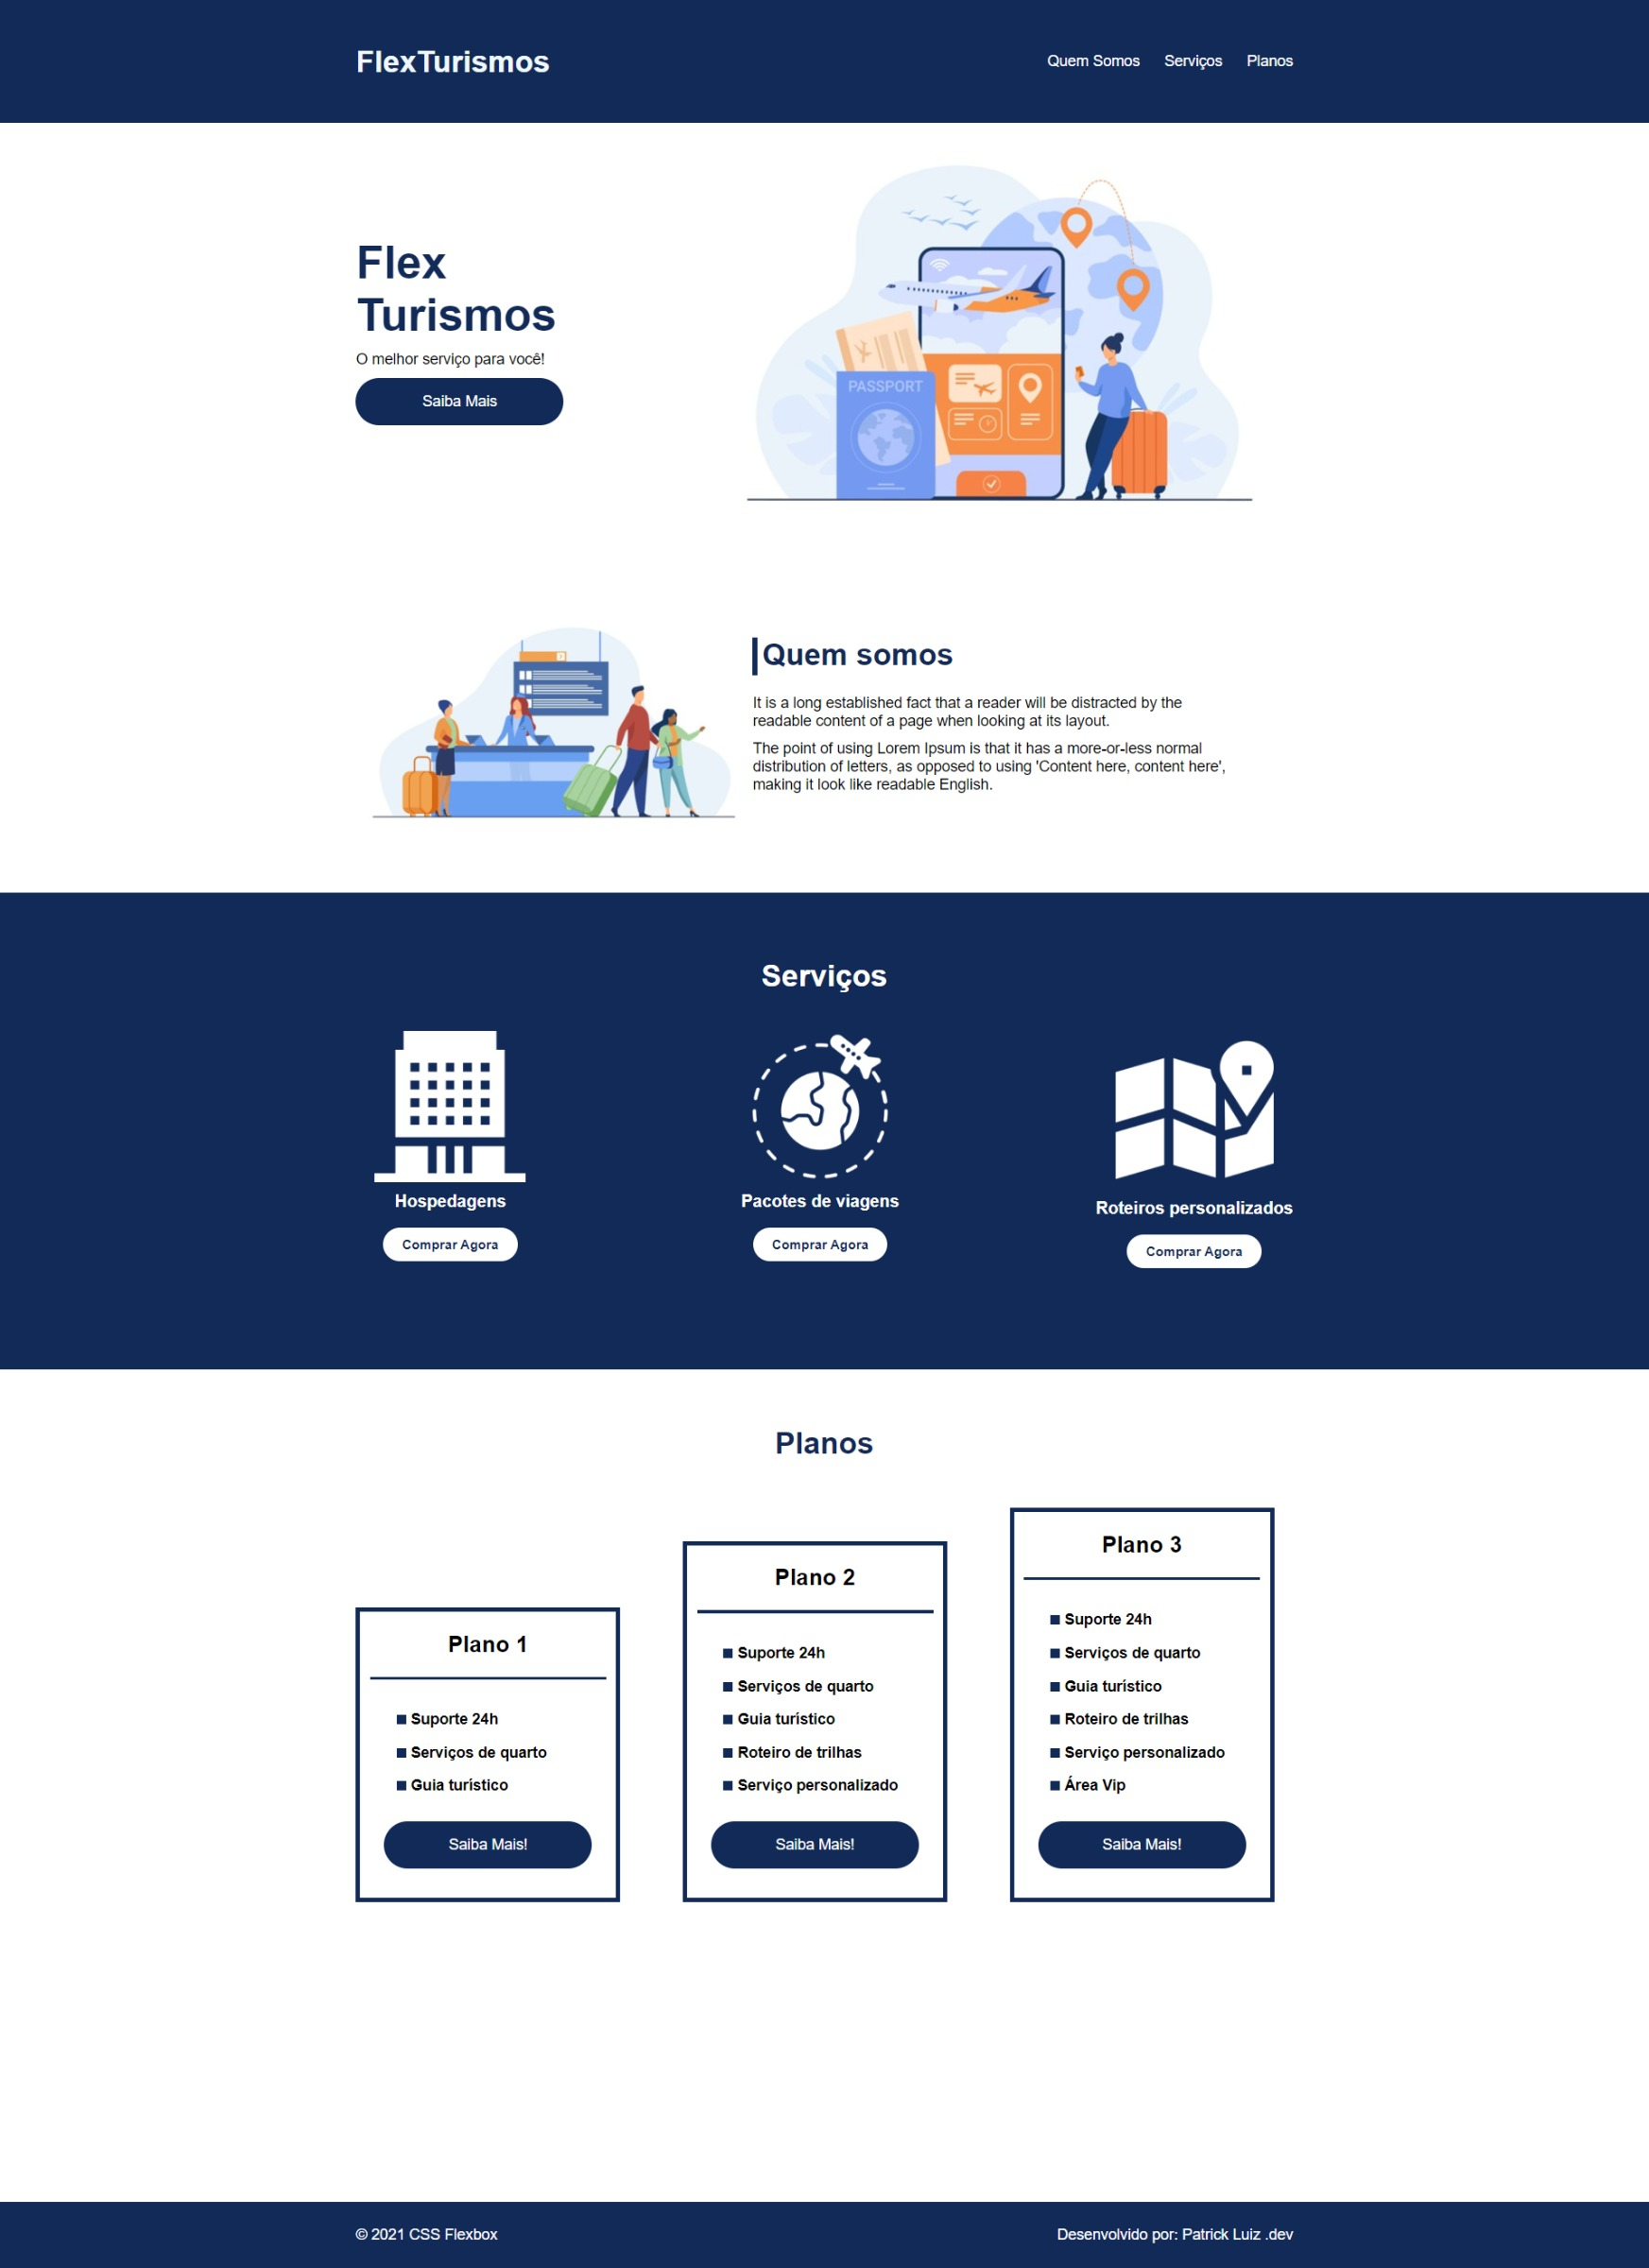 FlexTurismos
Quem Somos Serviços Planos
Flex
Turismos
O melhor serviço para você!
Saiba Mais
PASSPORT
Quem somos
It is a long established fact that a reader will be distracted by the
readable content of a page when looking at its layout.
The point of using Lorem Ipsum is that it has a more-or-less normal
distribution of letters, as opposed to using 'Content here, content here',
making it look like readable English.
Serviços
Hospedagens
Comprar Agora
Pacotes de viagens
Comprar Agora
Roteiros personalizados
Comprar Agora
Planos
Plano 1
Suporte 24h
Serviços de quarto
Guia turístico
Saiba Mais!
Plano 2
Suporte 24h
Serviços de quarto
Guia turístico
Roteiro de trilhas
Serviço personalizado
Saiba Mais!
Plano 3
Suporte 24h
Serviços de quarto
Guia turístico
Roteiro de trilhas
Serviço personalizado
Área Vip
Saiba Mais!
© 2021 CSS Flexbox
Desenvolvido por: Patrick Luiz .dev